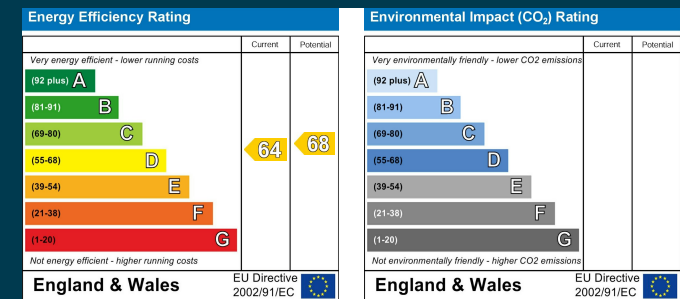 Energy Efficiency Rating
Current Potential
Very energy efficient - lower running costs
(92 plus) A
(81-91) B
(69-80) C
(55-68) D
(39-54) E
(21-38) F
(1-20) G
64
68
Not energy efficient - higher running costs
England & Wales
EU Directive
2002/91/EC
Environmental Impact (CO₂) Rating
Current Potential
Very environmentally friendly - lower CO2 emissions
(92 plus) A
(81-91) B
(69-80) C
(55-68) D
(39-54) E
(21-38) F
(1-20) G
Not environmentally friendly - higher CO2 emissions
England & Wales
EU Directive
2002/91/EC